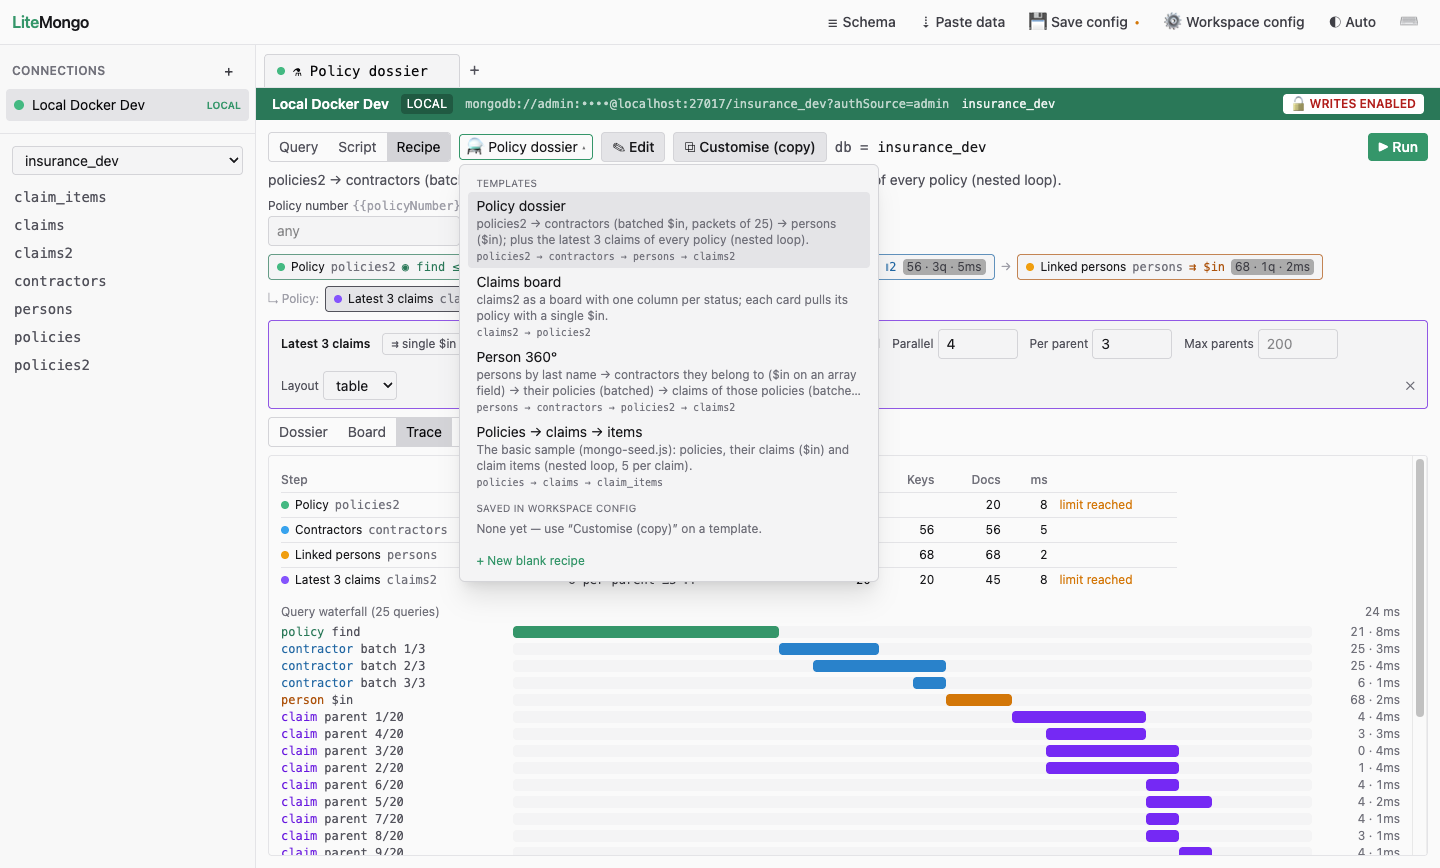 LiteMongo
≡ Schema
⇣ Paste data
Save config •
Workspace config
◐ Auto
CONNECTIONS
+
Local Docker Dev LOCAL
insurance_dev
claim_items
claims
claims2
contractors
persons
policies
policies2
Policy dossier
+
Local Docker Dev LOCAL mongodb://admin:••••@localhost:27017/insurance_dev?authSource=admin insurance_dev
WRITES ENABLED
Query Script Recipe Policy dossier Edit Customise (copy) db = insurance_dev
▶ Run
policies2 → contractors (batc
of every policy (nested loop).
Policy number {{policyNumber}
any
Policy policies2 ◉ find ≤
56 · 3q · 5ms → Linked persons persons ⇉ $in 68 · 1q · 2ms
Policy: Latest 3 claims cla
Latest 3 claims ⇉ single $in
Parallel 4 Per parent 3 Max parents 200
Layout table
×
Dossier Board Trace
TEMPLATES
Policy dossier
policies2 → contractors (batched $in, packets of 25) → persons
($in); plus the latest 3 claims of every policy (nested loop).
policies2 → contractors → persons → claims2
Claims board
claims2 as a board with one column per status; each card pulls its
policy with a single $in.
claims2 → policies2
Person 360°
persons by last name → contractors they belong to ($in on an array
field) → their policies (batched) → claims of those policies (batche...
persons → contractors → policies2 → claims2
Policies → claims → items
The basic sample (mongo-seed.js): policies, their claims ($in) and
claim items (nested loop, 5 per claim).
policies → claims → claim_items
SAVED IN WORKSPACE CONFIG
None yet — use “Customise (copy)” on a template.
+ New blank recipe
Step Keys Docs ms
Policy policies2 20 8 limit reached
Contractors contractors 56 56 5
Linked persons persons 68 68 2
Latest 3 claims claims2 20 45 8 limit reached
Query waterfall (25 queries) 24 ms
policy find 21 · 8ms
contractor batch 1/3 25 · 3ms
contractor batch 2/3 25 · 4ms
contractor batch 3/3 6 · 1ms
person $in 68 · 2ms
claim parent 1/20 4 · 4ms
claim parent 4/20 3 · 3ms
claim parent 3/20 0 · 4ms
claim parent 2/20 1 · 4ms
claim parent 6/20 4 · 1ms
claim parent 5/20 4 · 2ms
claim parent 7/20 4 · 1ms
claim parent 8/20 3 · 1ms
claim parent 9/20 4 · 1ms